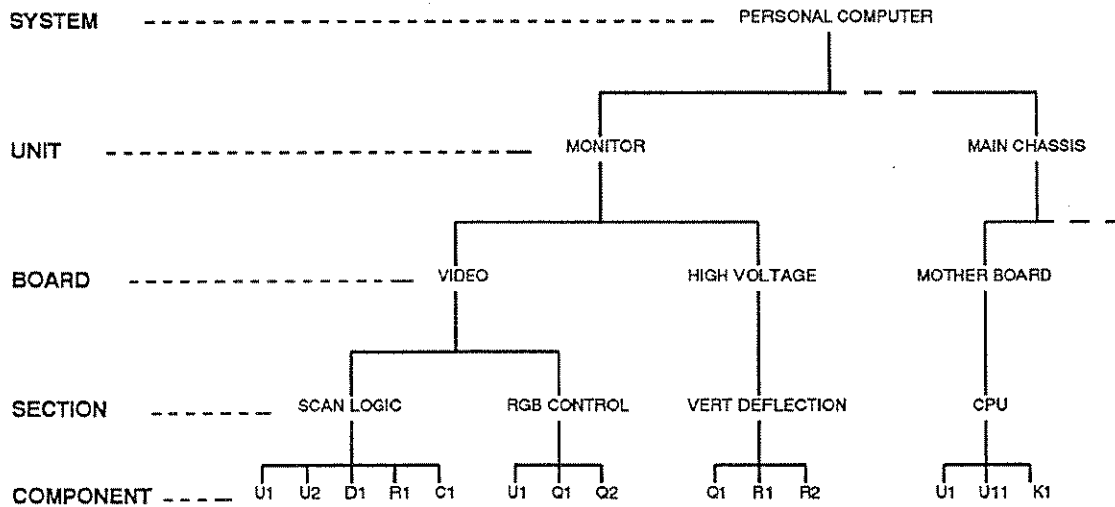 SYSTEM PERSONAL COMPUTER
UNIT MONITOR MAIN CHASSIS
BOARD VIDEO HIGH VOLTAGE MOTHER BOARD
SECTION SCAN LOGIC RGB CONTROL VERT DEFLECTION CPU
COMPONENT U1 U2 D1 R1 C1 U1 Q1 Q2 Q1 R1 R2 U1 U11 K1